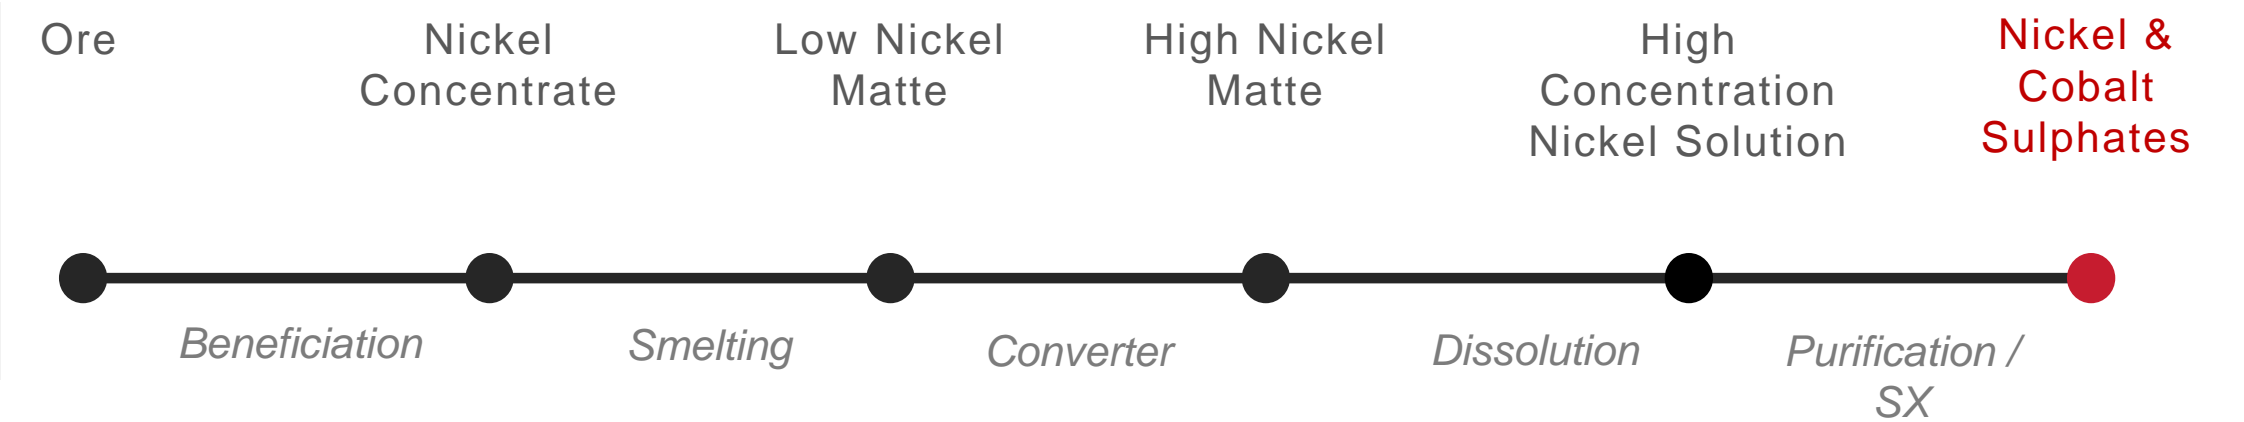 Ore
Nickel
Concentrate
Low Nickel
Matte
High Nickel
Matte
High
Concentration
Nickel Solution
Nickel &
Cobalt
Sulphates
Beneficiation
Smelting
Converter
Dissolution
Purification /
SX